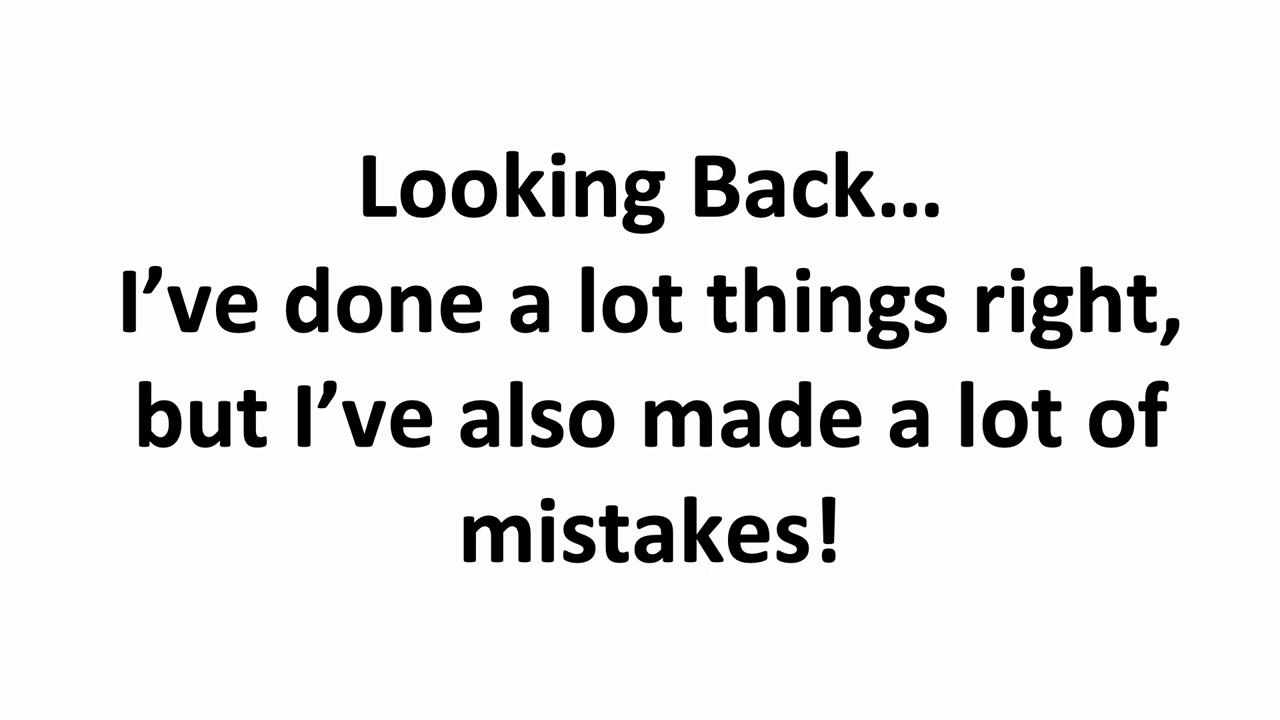 Looking Back…
I’ve done a lot things right,
but I’ve also made a lot of
mistakes!